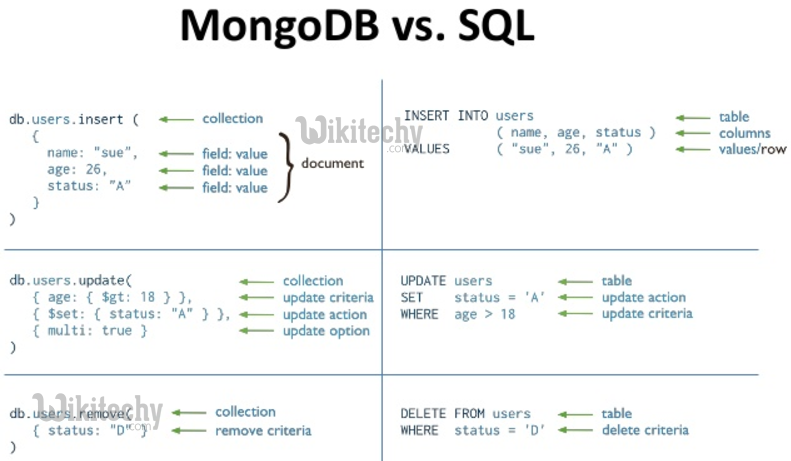 MongoDB vs. SQL
db.users.insert ( collection
{
name: "sue", field: value
age: 26, field: value
status: "A" field: value
}
)
document
Wikitechy
.com
INSERT INTO users table
( name, age, status ) columns
VALUES ( "sue", 26, "A" ) values/row
db.users.update( collection
{ age: { $gt: 18 } }, update criteria
{ $set: { status: "A" } }, update action
{ multi: true } update option
)
UPDATE users table
SET status = 'A' update action
WHERE age > 18 update criteria
db.users.remove( collection
{ status: "D" } remove criteria
)
Wikitechy
.com
DELETE FROM users table
WHERE status = 'D' delete criteria